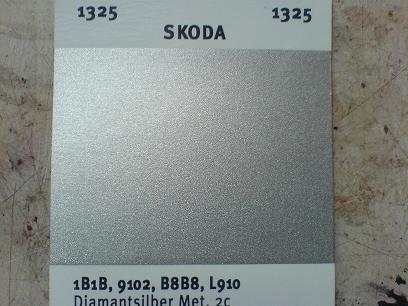 1325 1325
SKODA
1B1B, 9102, B8B8, L910
Diamantsilber Met. 2c